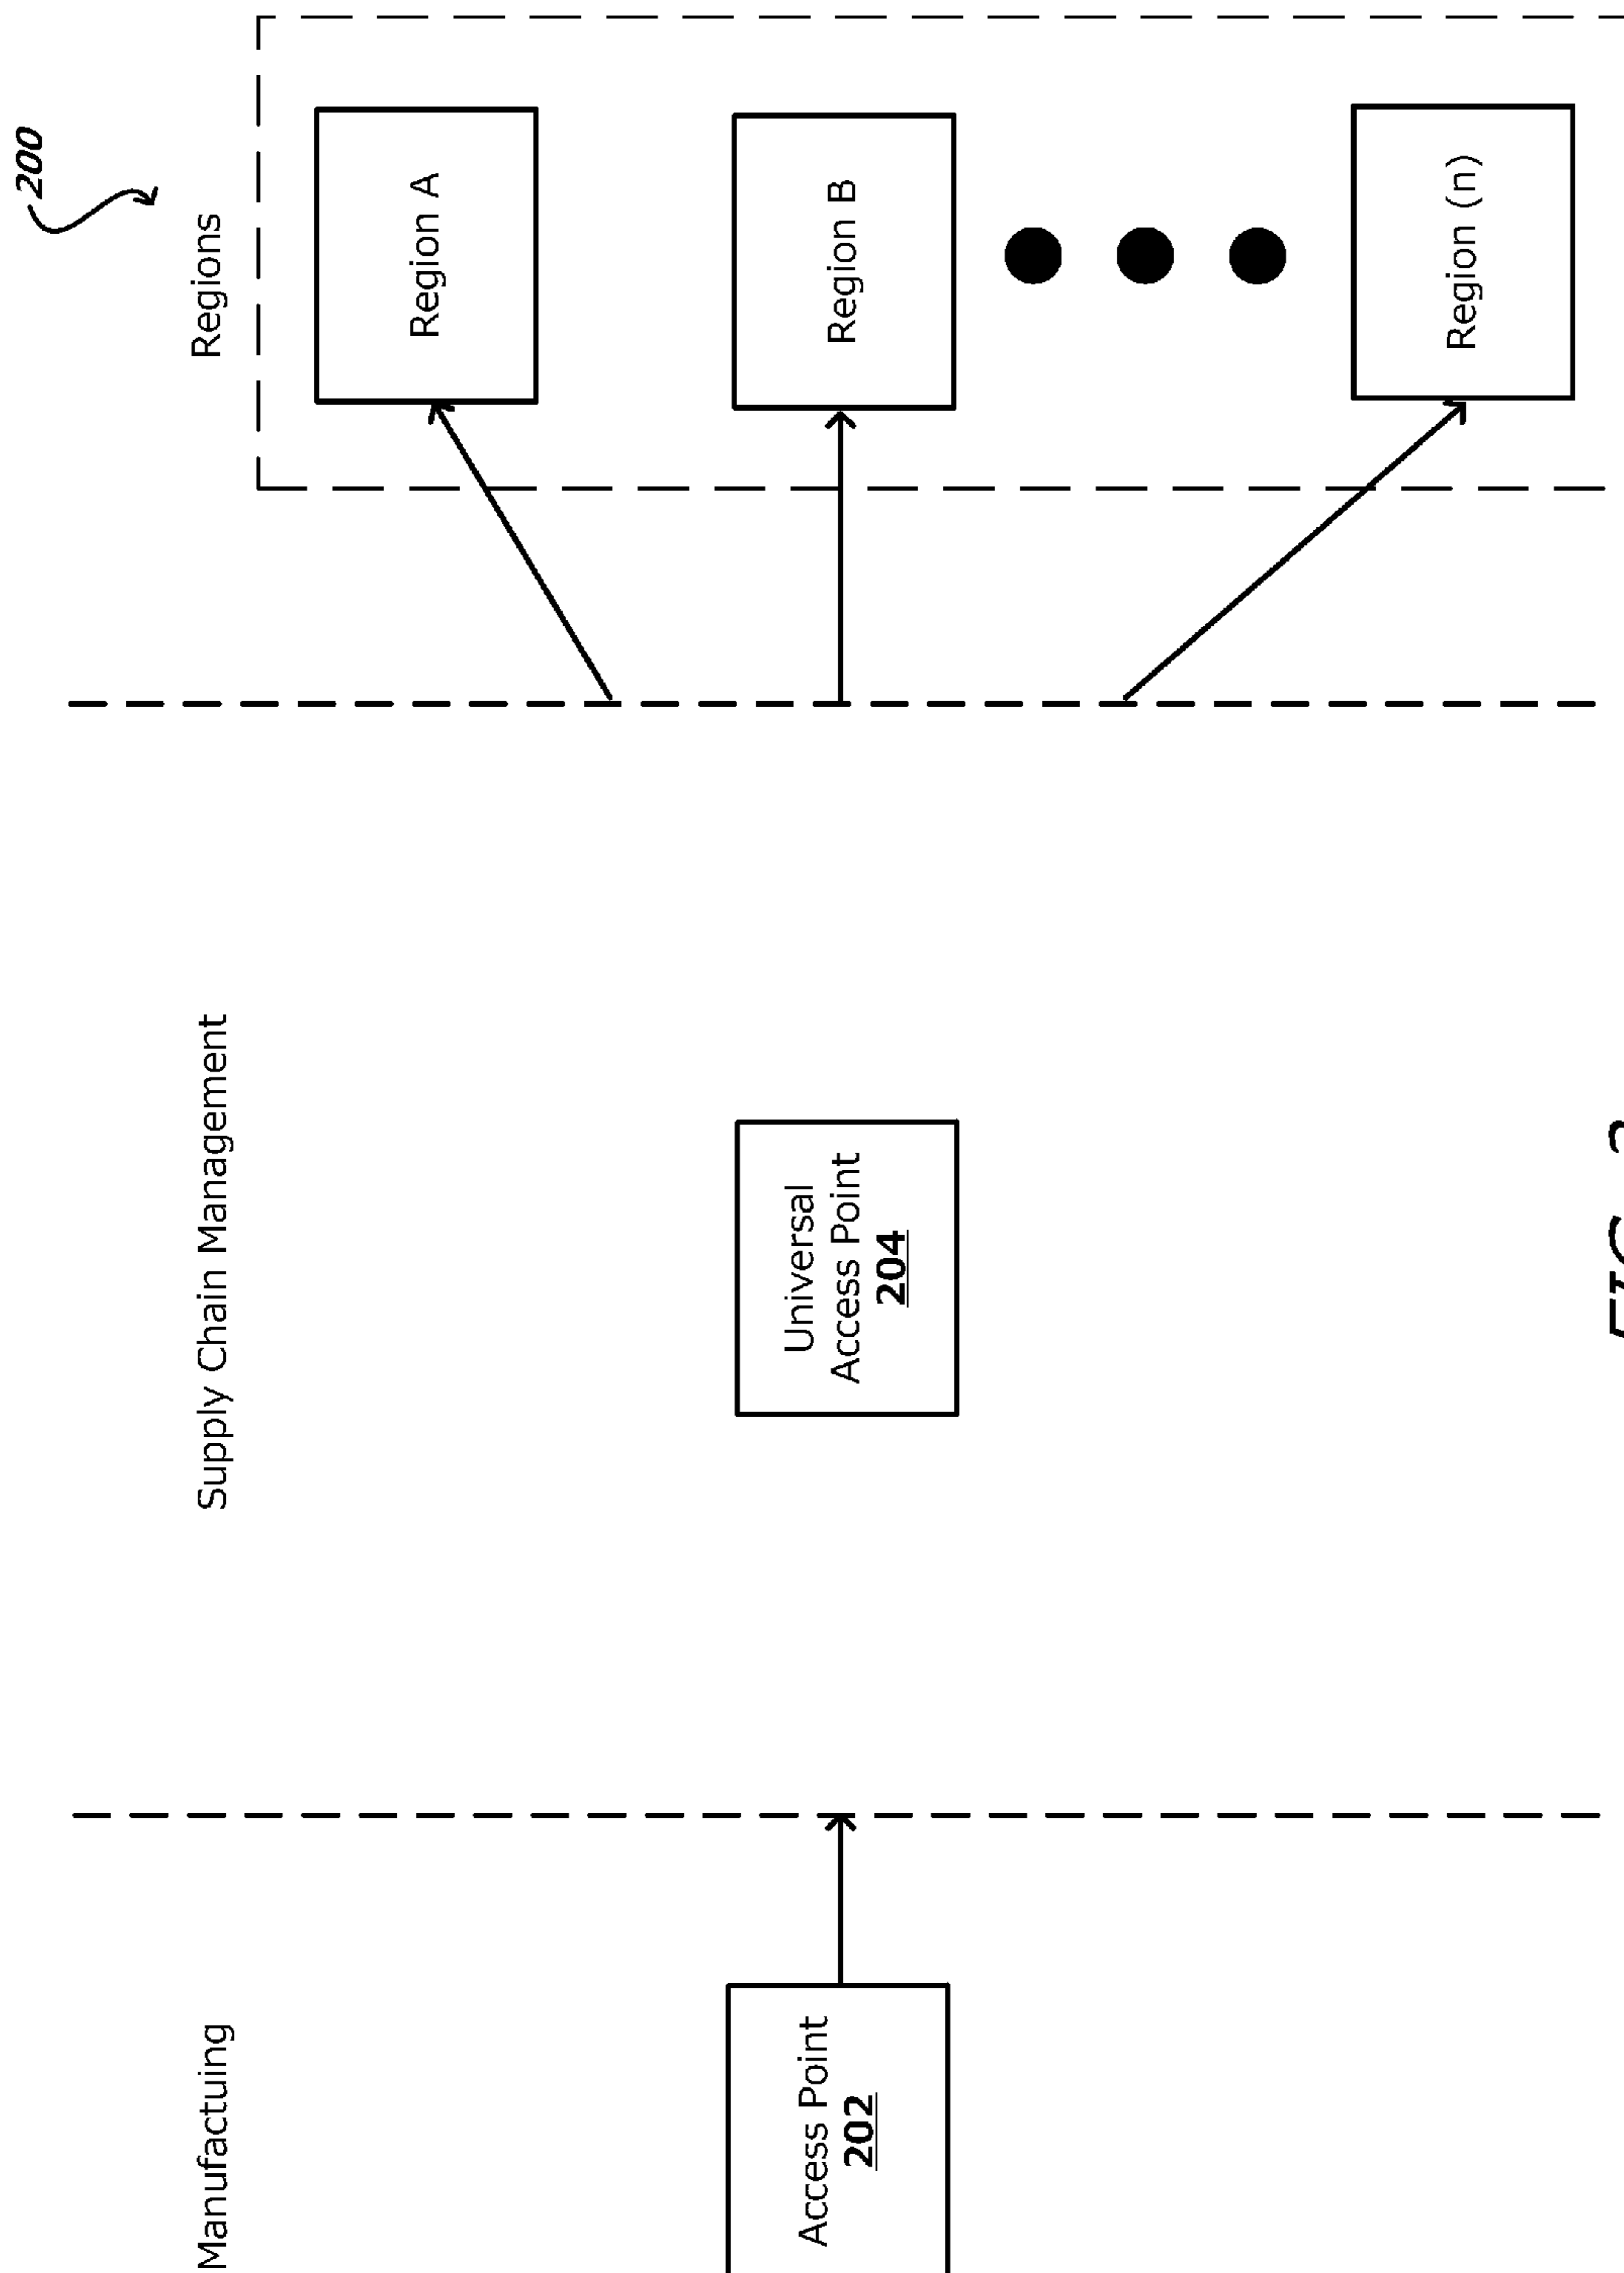 200
Manufactuing
Supply Chain Management
Regions
Access Point
202
Universal
Access Point
204
Region A
Region B
Region (n)